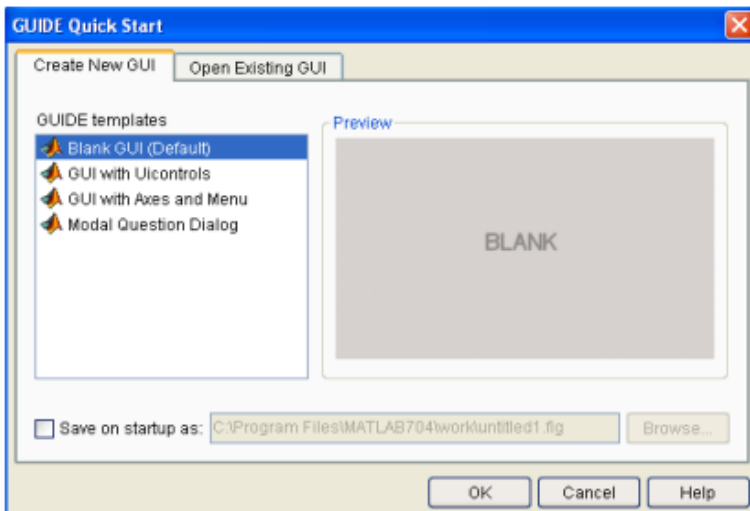 GUIDE Quick Start
Create New GUI
Open Existing GUI
GUIDE templates
Blank GUI (Default)
GUI with Uicontrols
GUI with Axes and Menu
Modal Question Dialog
Preview
BLANK
Save on startup as:
C:\Program Files\MATLAB704\work\untitled1.fig
Browse...
OK
Cancel
Help